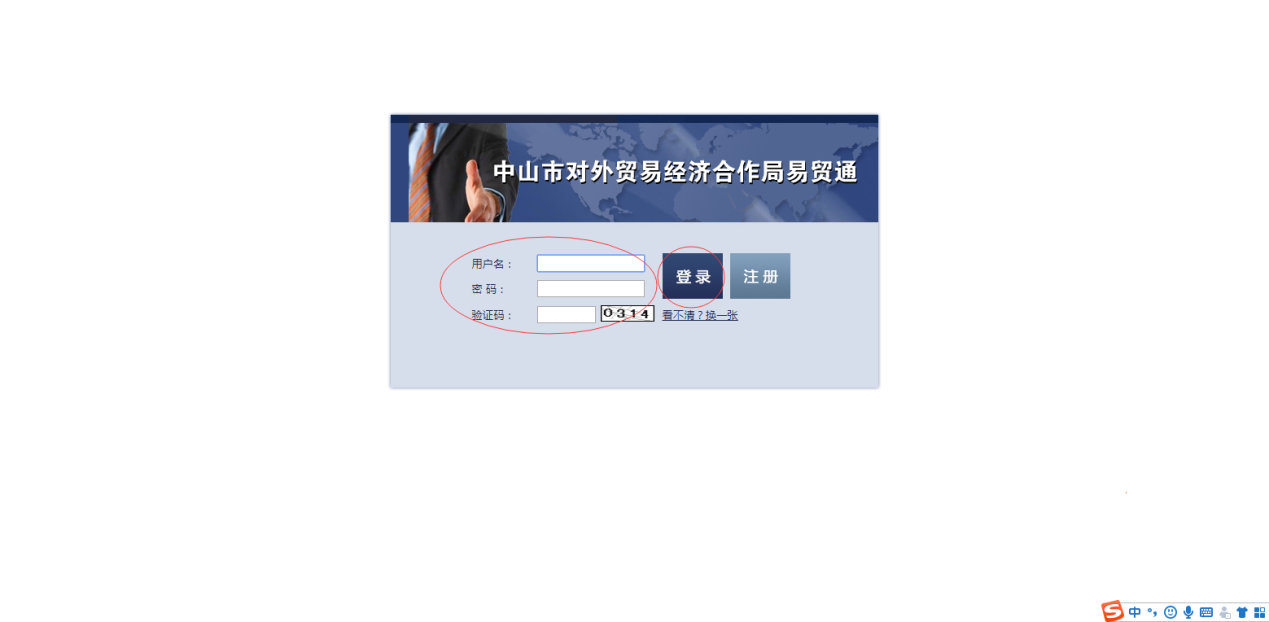 中山市对外贸易经济合作局易贸通
用户名：
密 码：
登 录
注 册
验证码：
0314
看不清？换一张
S中